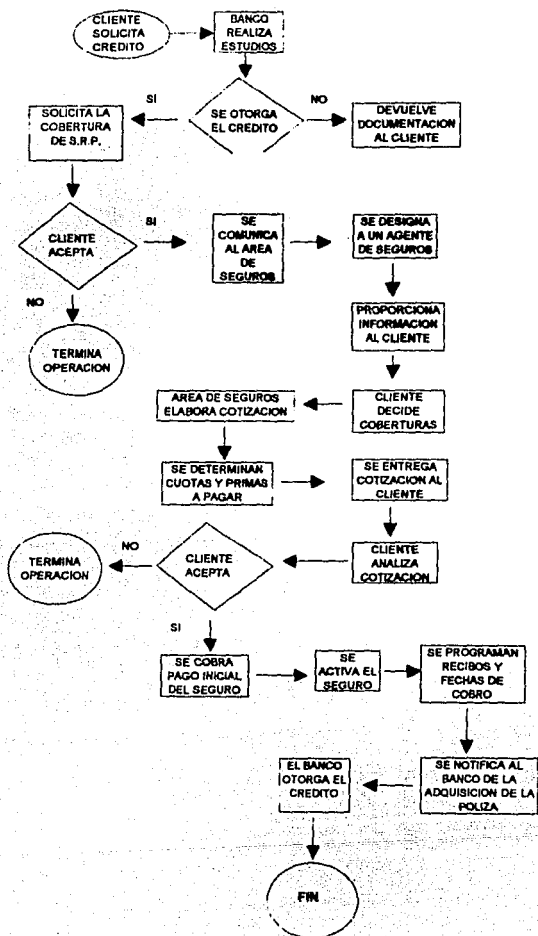 CLIENTE
SOLICITA
CREDITO
BANCO
REALIZA
ESTUDIOS
SE OTORGA
EL CREDITO
SI
NO
SOLICITA LA
COBERTURA
DE S.R.P.
DEVUELVE
DOCUMENTACION
AL CLIENTE
CLIENTE
ACEPTA
SI
NO
TERMINA
OPERACION
SE
COMUNICA
AL AREA
DE
SEGUROS
SE DESIGNA
A UN AGENTE
DE SEGUROS
PROPORCIONA
INFORMACION
AL CLIENTE
CLIENTE
DECIDE
COBERTURAS
AREA DE SEGUROS
ELABORA COTIZACION
SE DETERMINAN
CUOTAS Y PRIMAS
A PAGAR
SE ENTREGA
COTIZACION AL
CLIENTE
CLIENTE
ANALIZA
COTIZACION
CLIENTE
ACEPTA
NO
TERMINA
OPERACION
SI
SE COBRA
PAGO INICIAL
DEL SEGURO
SE
ACTIVA EL
SEGURO
SE PROGRAMAN
RECIBOS Y
FECHAS DE
COBRO
SE NOTIFICA AL
BANCO DE LA
ADQUISICION DE LA
POLIZA
EL BANCO
OTORGA EL
CREDITO
FIN